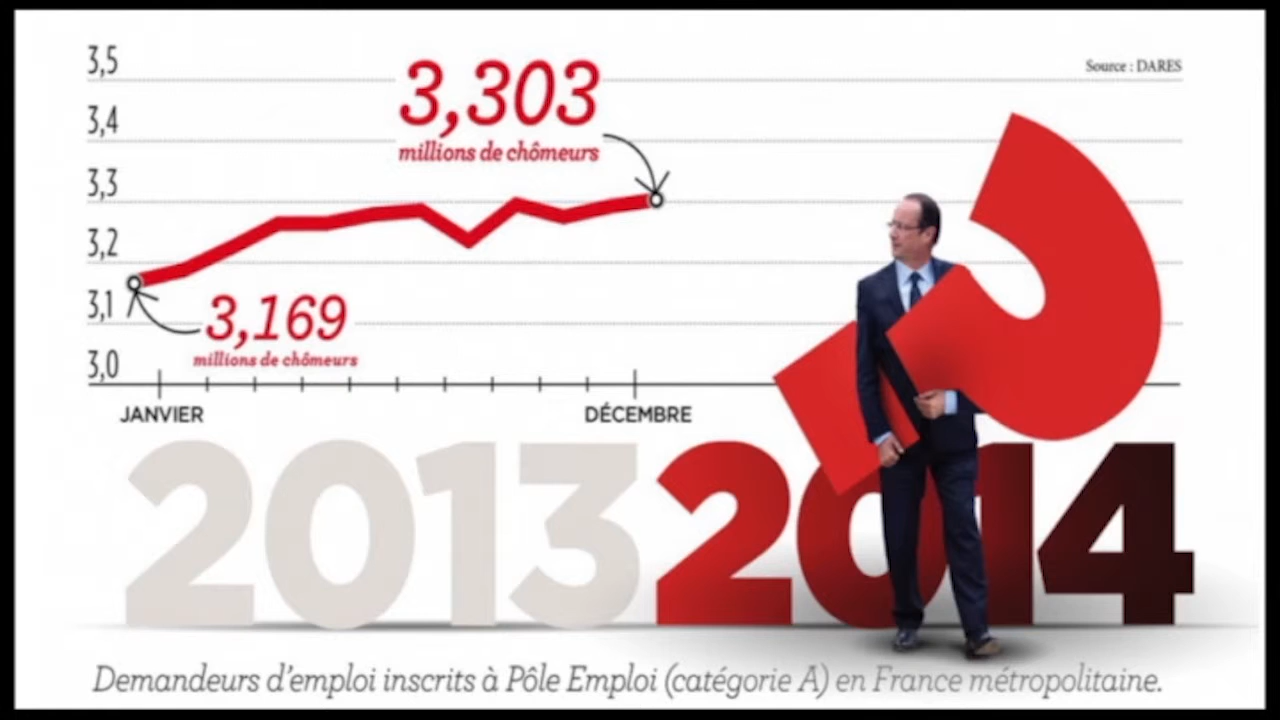 3,5
Source : DARES
3,303
millions de chômeurs
3,4
3,3
3,2
3,1
3,169
millions de chômeurs
3,0
JANVIER
DÉCEMBRE
2013
2014
?
Demandeurs d'emploi inscrits à Pôle Emploi (catégorie A) en France métropolitaine.